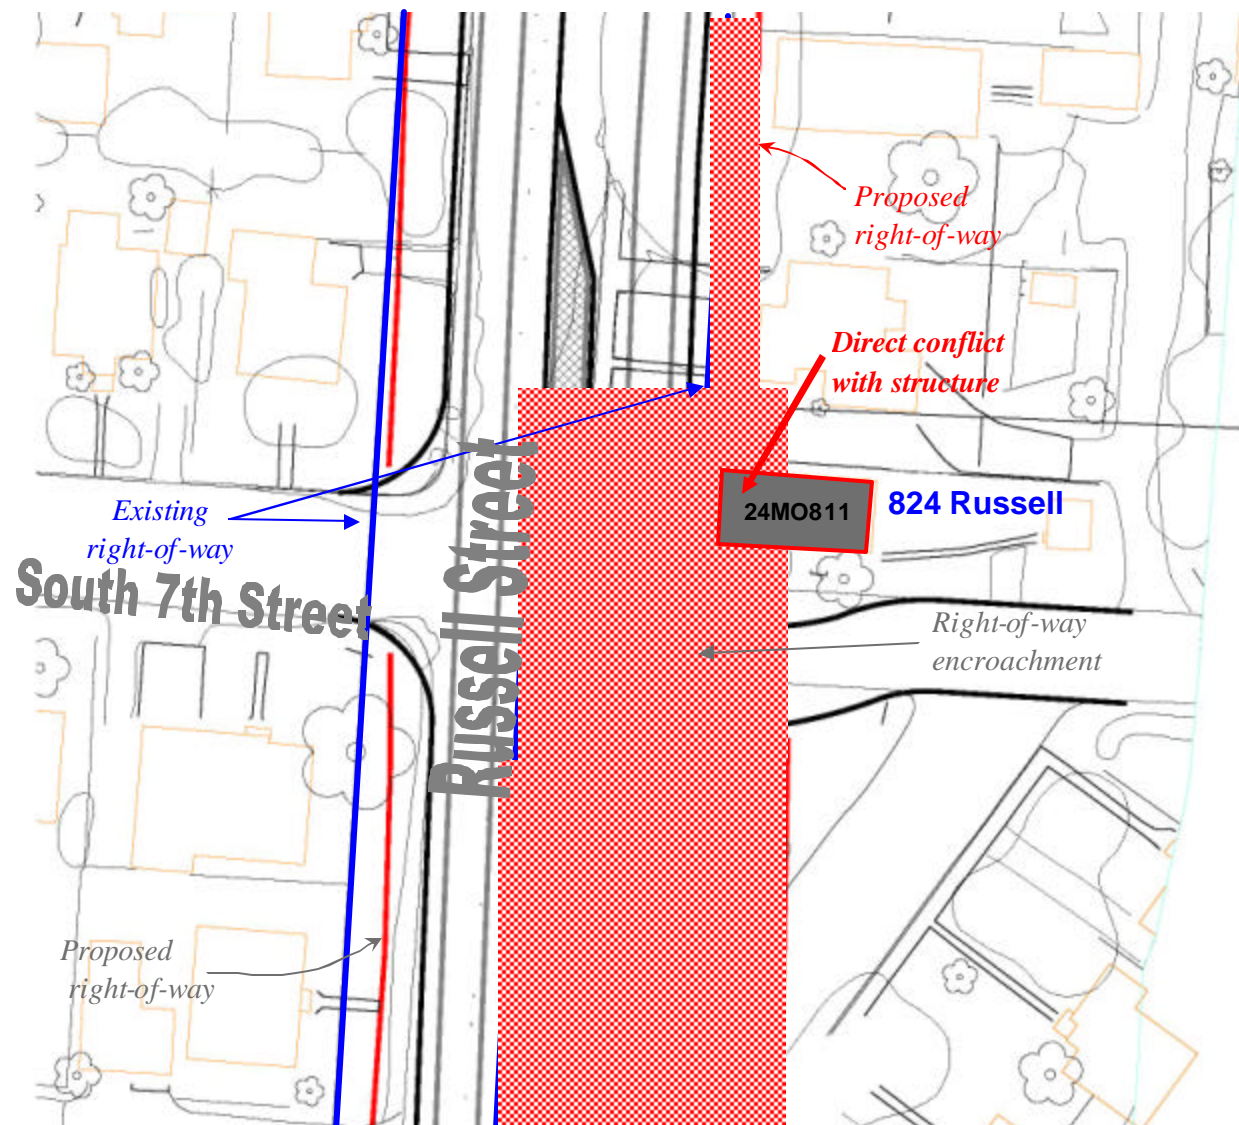 Proposed
right-of-way
Direct conflict
with structure
24MO811
824 Russell
Existing
right-of-way
South 7th Street
Russell Street
Right-of-way
encroachment
Proposed
right-of-way